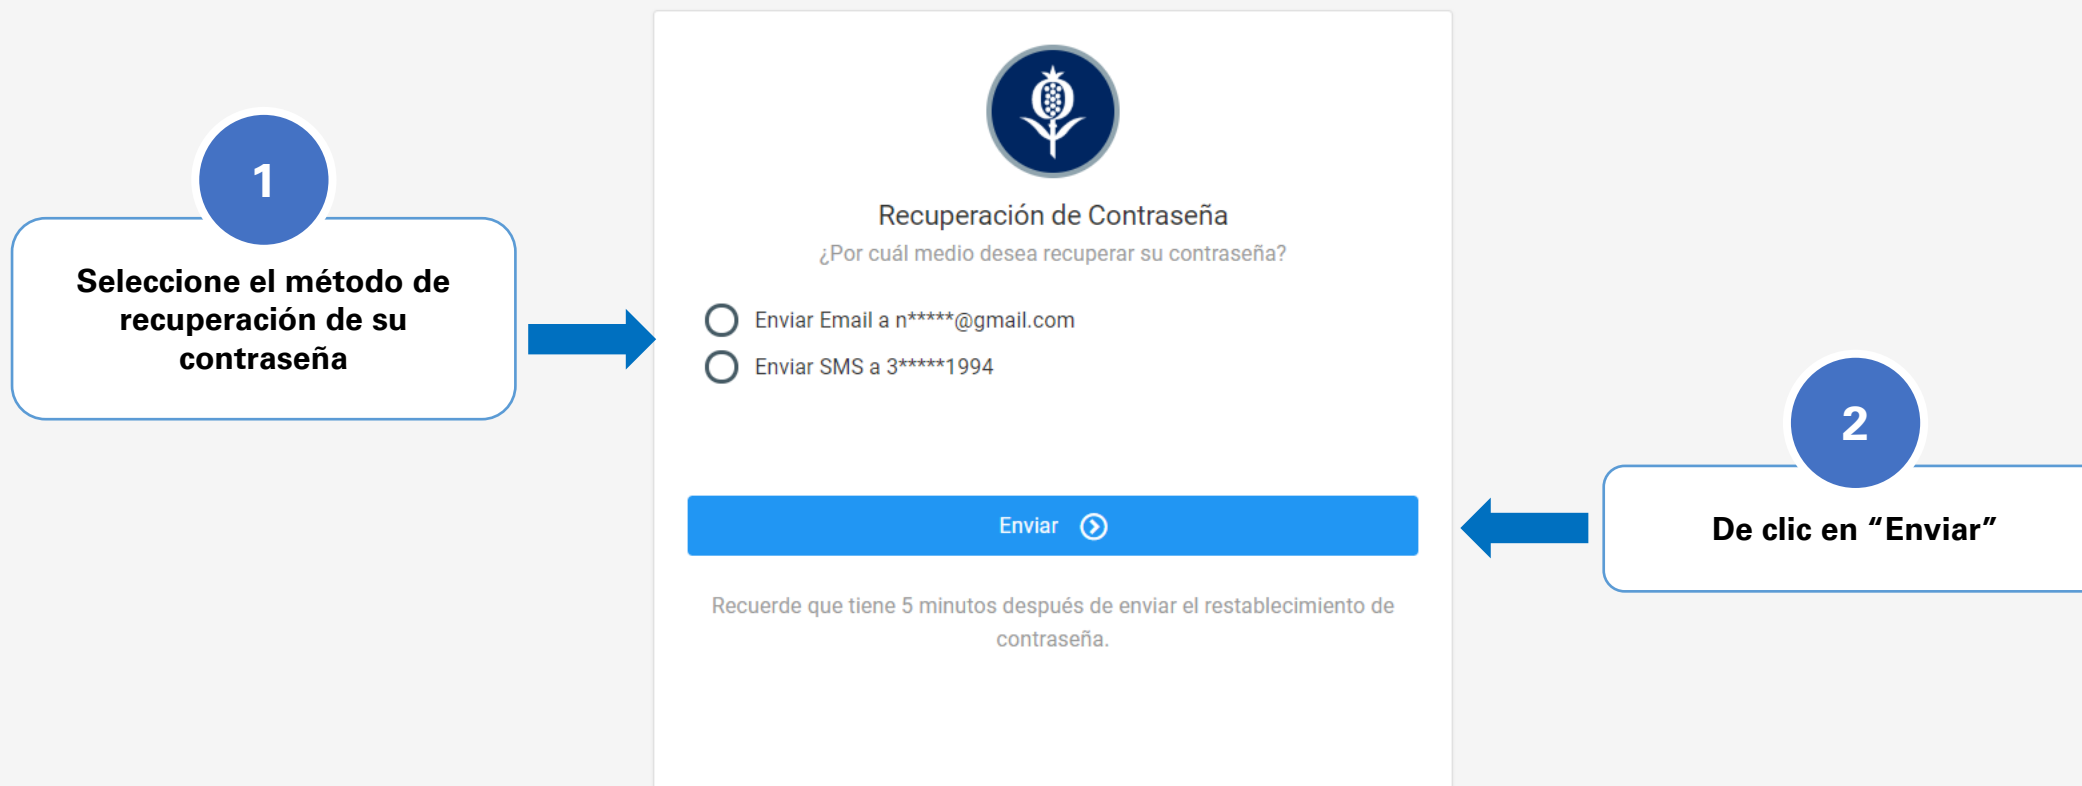 1
Seleccione el método de
recuperación de su
contraseña
Recuperación de Contraseña
¿Por cuál medio desea recuperar su contraseña?
Enviar Email a n*****@gmail.com
Enviar SMS a 3*****1994
Enviar
Recuerde que tiene 5 minutos después de enviar el restablecimiento de
contraseña.
2
De clic en “Enviar”